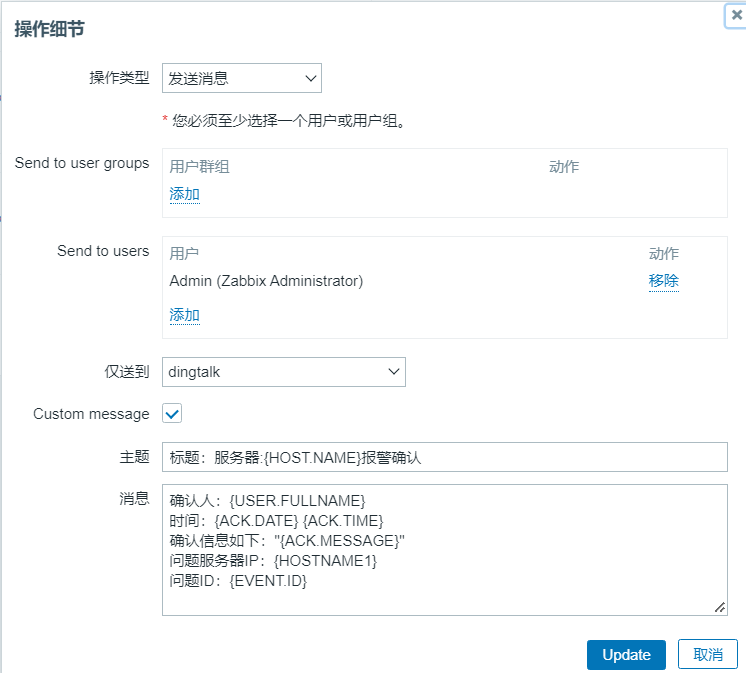 操作细节
操作类型 发送消息
* 您必须至少选择一个用户或用户组。
Send to user groups 用户群组 动作
添加
Send to users 用户 动作
Admin (Zabbix Administrator) 移除
添加
仅送到 dingtalk
Custom message
主题 标题：服务器:{HOST.NAME}报警确认
消息 确认人：{USER.FULLNAME}
时间：{ACK.DATE} {ACK.TIME}
确认信息如下："{ACK.MESSAGE}"
问题服务器IP：{HOSTNAME1}
问题ID：{EVENT.ID}
Update 取消